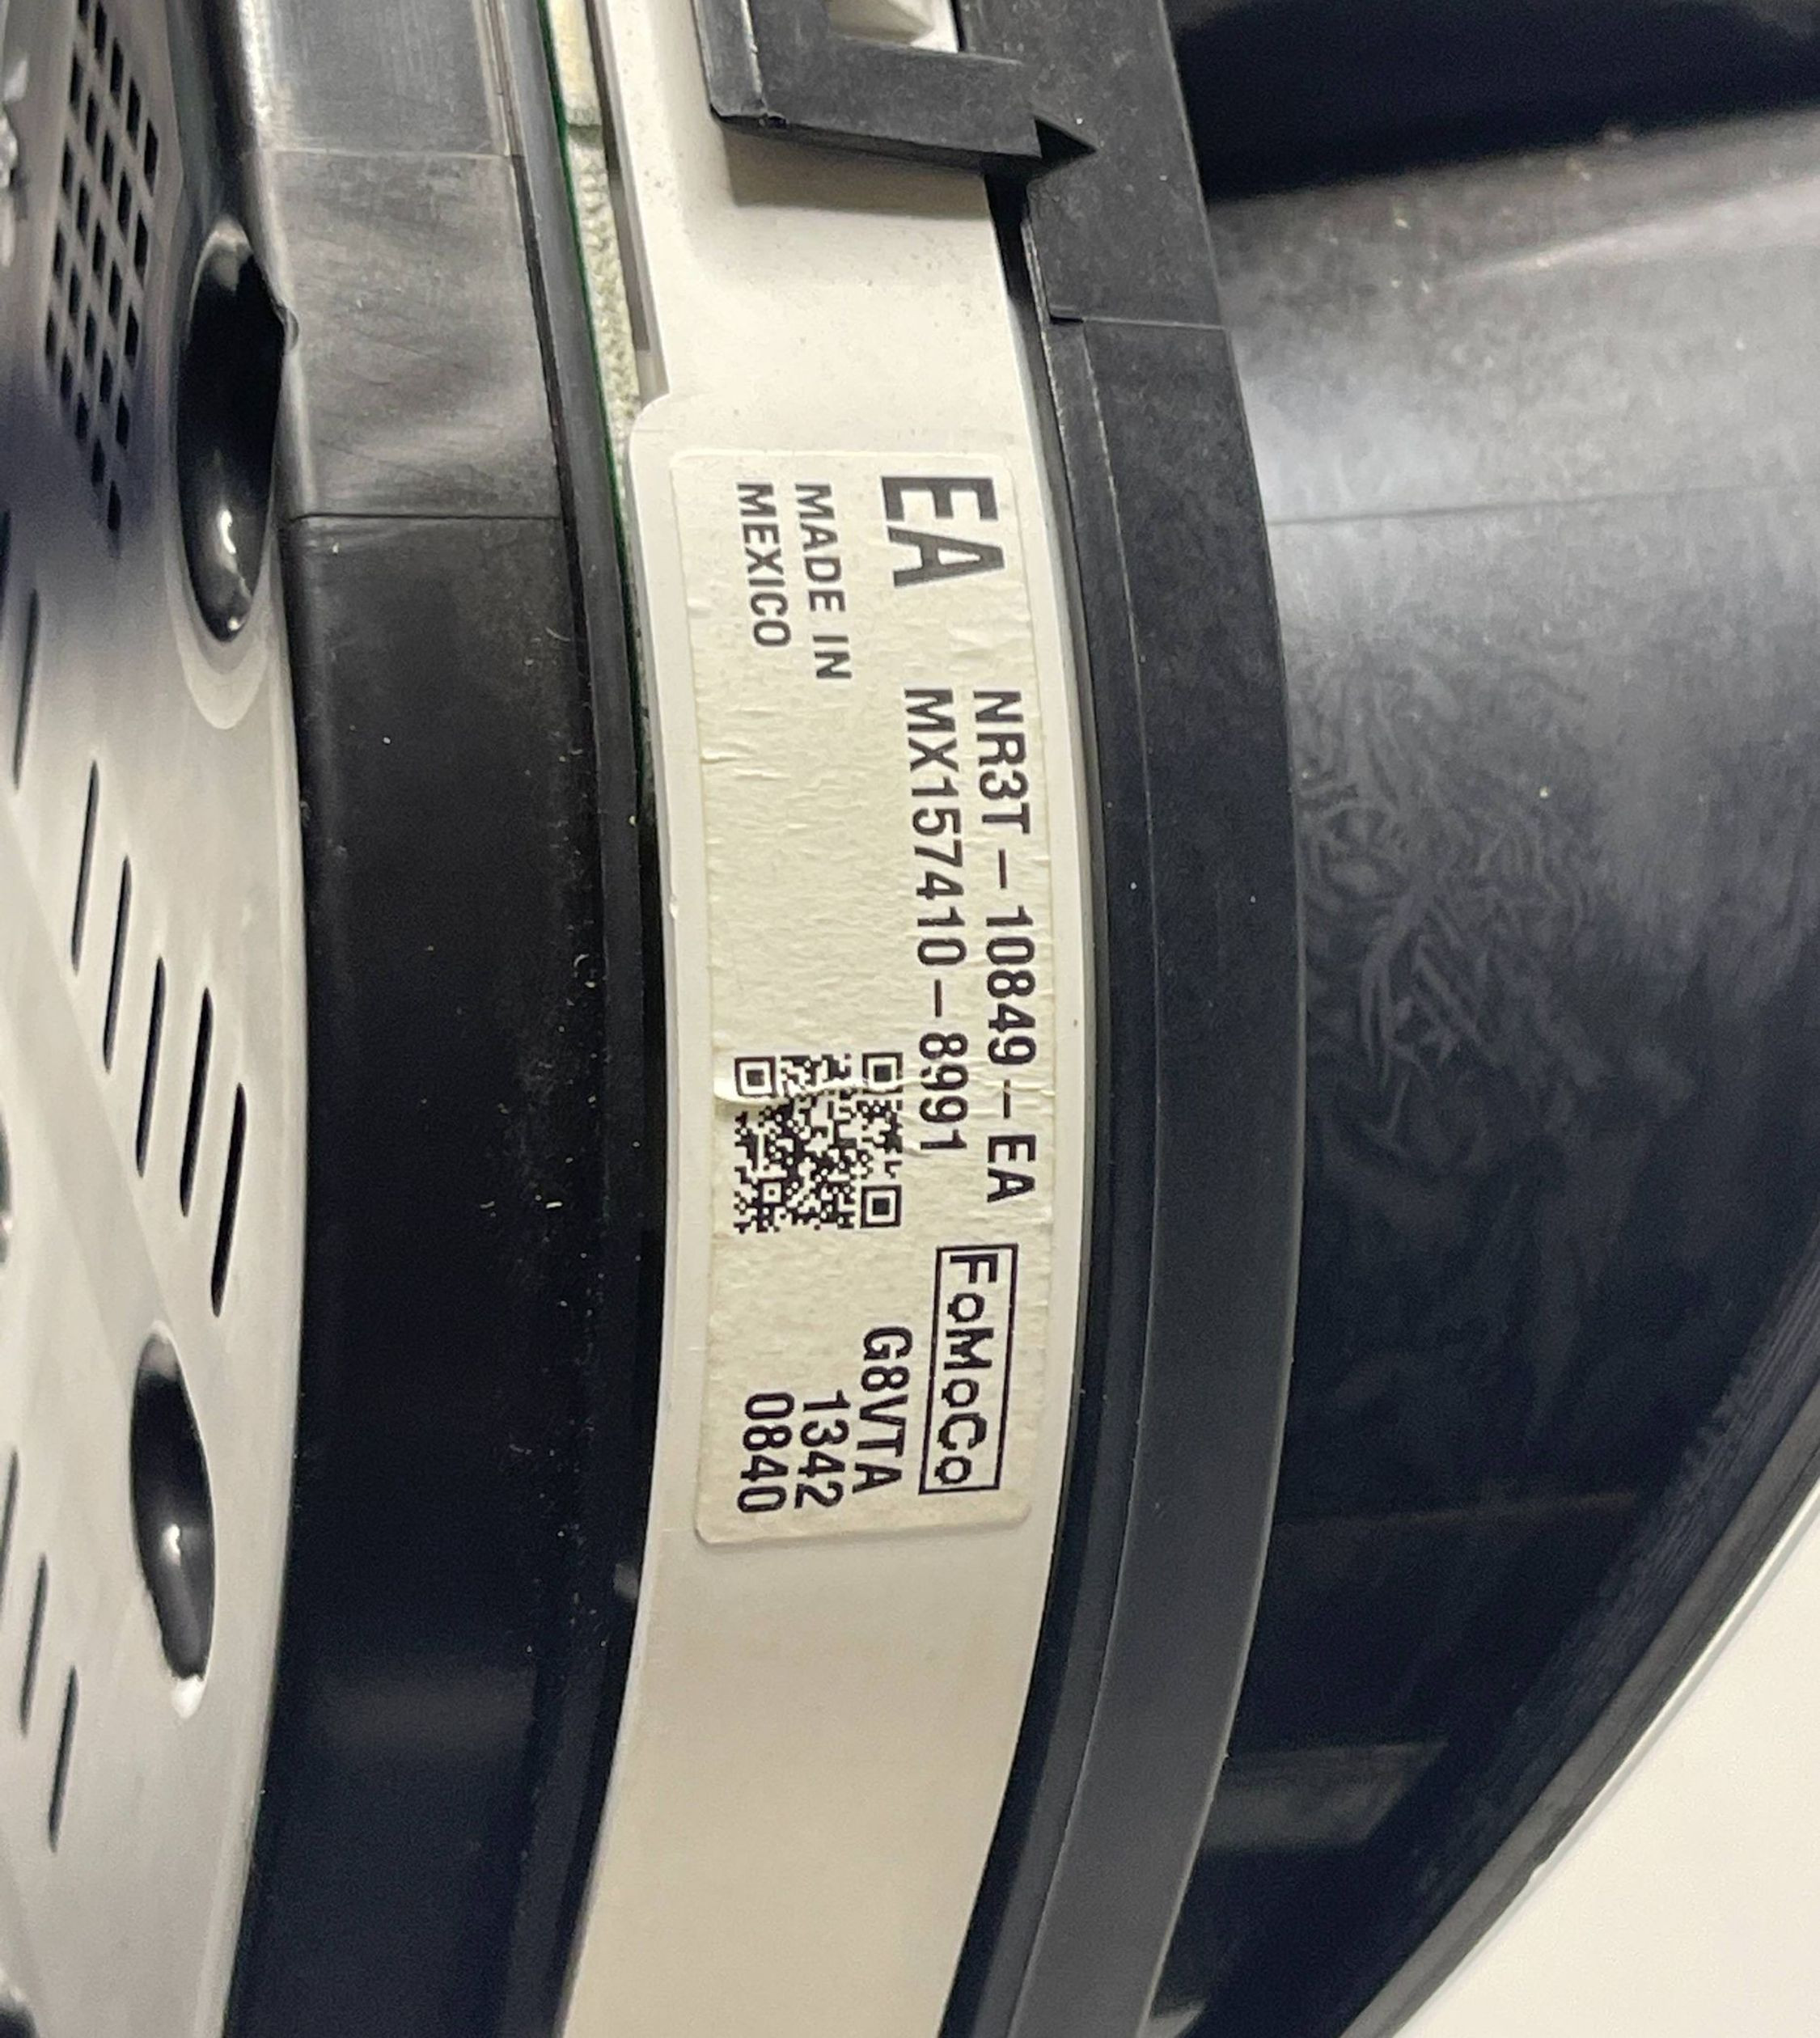 EA
NR3T-10849-EA
MX157410-8991
MADE IN
MEXICO
FoMoCo
G8VTA
1342
0840